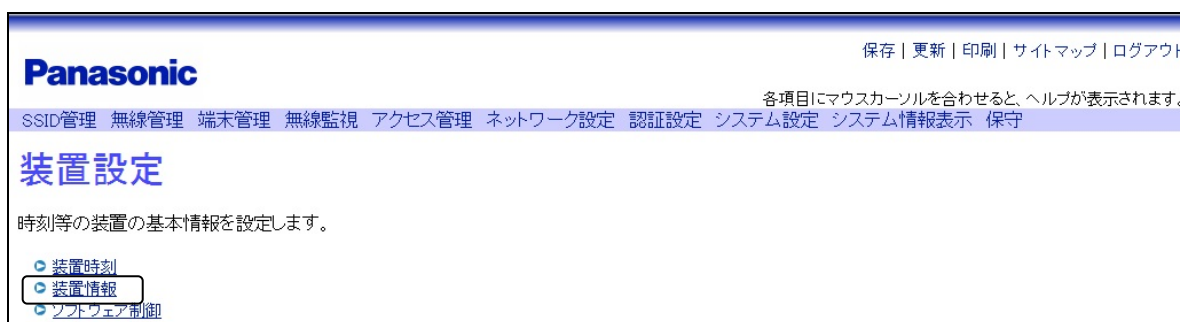 保存 | 更新 | 印刷 | サイトマップ | ログアウト
Panasonic
各項目にマウスカーソルを合わせると、ヘルプが表示されます。
SSID管理 無線管理 端末管理 無線監視 アクセス管理 ネットワーク設定 認証設定 システム設定 システム情報表示 保守
装置設定
時刻等の装置の基本情報を設定します。
装置時刻
装置情報
ソフトウェア制御